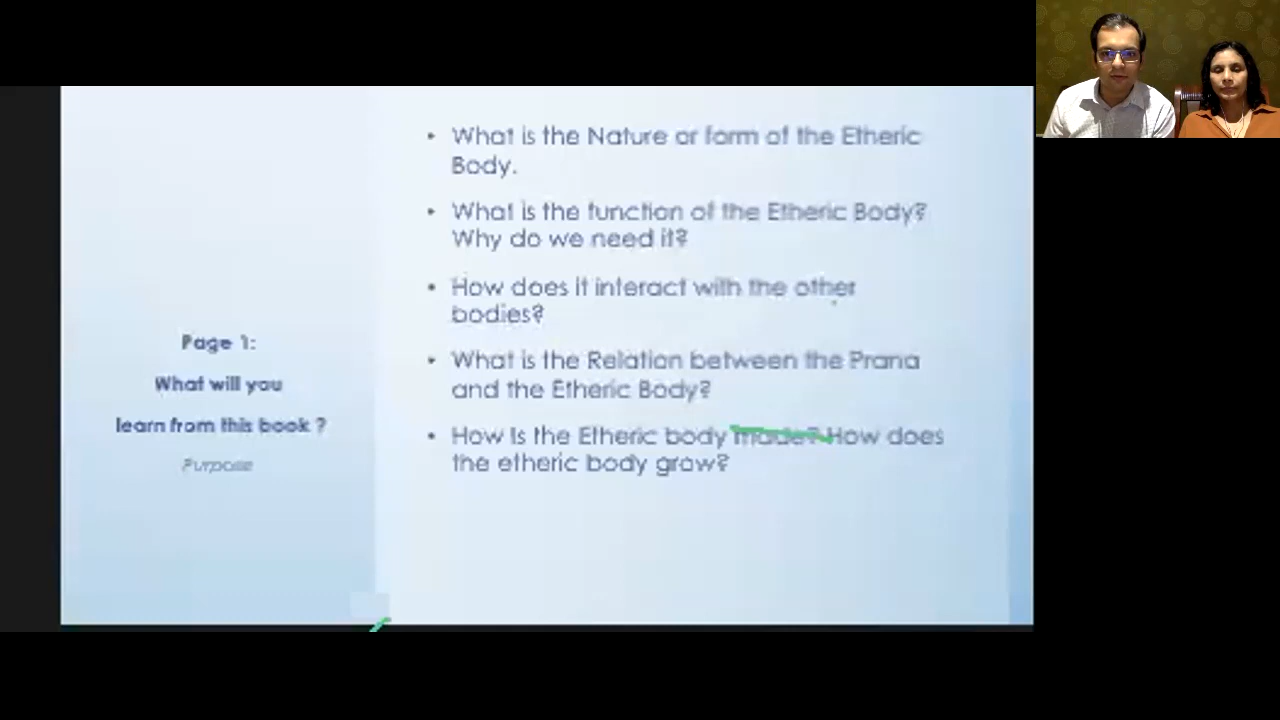 What is the Nature or form of the Etheric
Body.
What is the function of the Etheric Body?
Why do we need it?
How does it interact with the other
bodies?
What is the Relation between the Prana
and the Etheric Body?
How Is the Etheric body made? How does
the etheric body grow?
Page 1:
What will you
learn from this book ?
Purpose